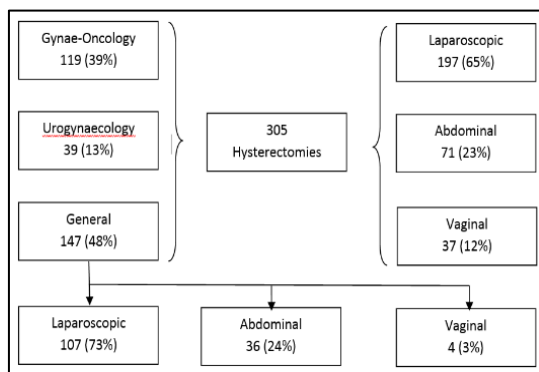 Gynae-Oncology
119 (39%)
Urogynaecology
39 (13%)
General
147 (48%)
305
Hysterectomies
Laparoscopic
197 (65%)
Abdominal
71 (23%)
Vaginal
37 (12%)
Laparoscopic
107 (73%)
Abdominal
36 (24%)
Vaginal
4 (3%)